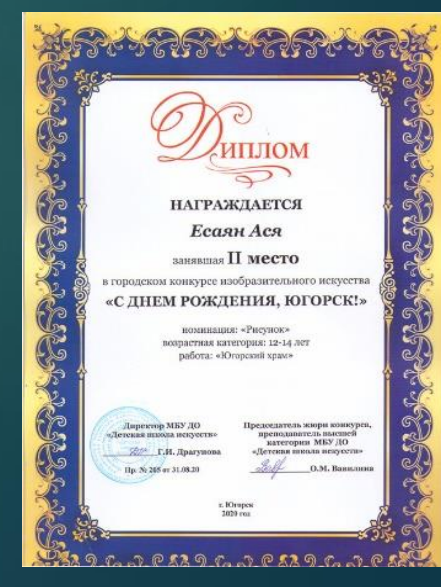 Диплом
НАГРАЖДАЕТСЯ
Есаян Ася
занявшая II место
в городском конкурсе изобразительного искусства
«С ДНЕМ РОЖДЕНИЯ, ЮГОРСК!»
номинация: «Рисунок»
возрастная категория: 12-14 лет
работа: «Югорский храм»
Директор МБУ ДО
«Детская школа искусств»
Г.И. Драгунова
Пр. № 205 от 31.08.20
Председатель жюри конкурса,
преподаватель высшей
категории МБУ ДО
«Детская школа искусств»
О.М. Вавилина
г. Югорск
2020 год